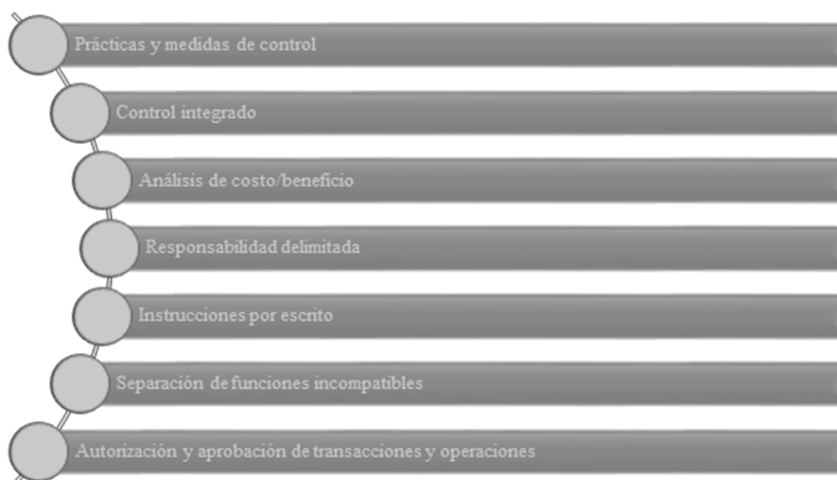 Prácticas y medidas de control
Control integrado
Análisis de costo/beneficio
Responsabilidad delimitada
Instrucciones por escrito
Separación de funciones incompatibles
Autorización y aprobación de transacciones y operaciones